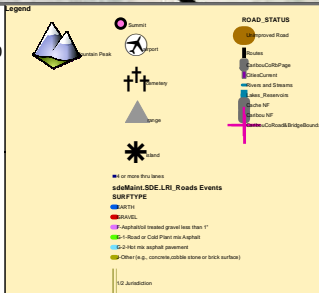 Legend
Summit
Mountain Peak
Airport
Cemetery
range
island
4 or more thru lanes
sdeMaint.SDE.LRI_Roads Events
SURFTYPE
EARTH
GRAVEL
F-Asphalt/oil treated gravel less than 1"
G-1-Road or Cold Plant mix Asphalt
G-2-Hot mix asphalt pavement
J-Other (e.g., concrete,cobble stone or brick surface)
1/2 Jurisdiction
ROAD_STATUS
Unimproved Road
Routes
CaribouCoRbPage
CitiesCurrent
Rivers and Streams
Lakes_Reservoirs
Cache NF
Caribou NF
CaribouCoRoad&BridgeBound